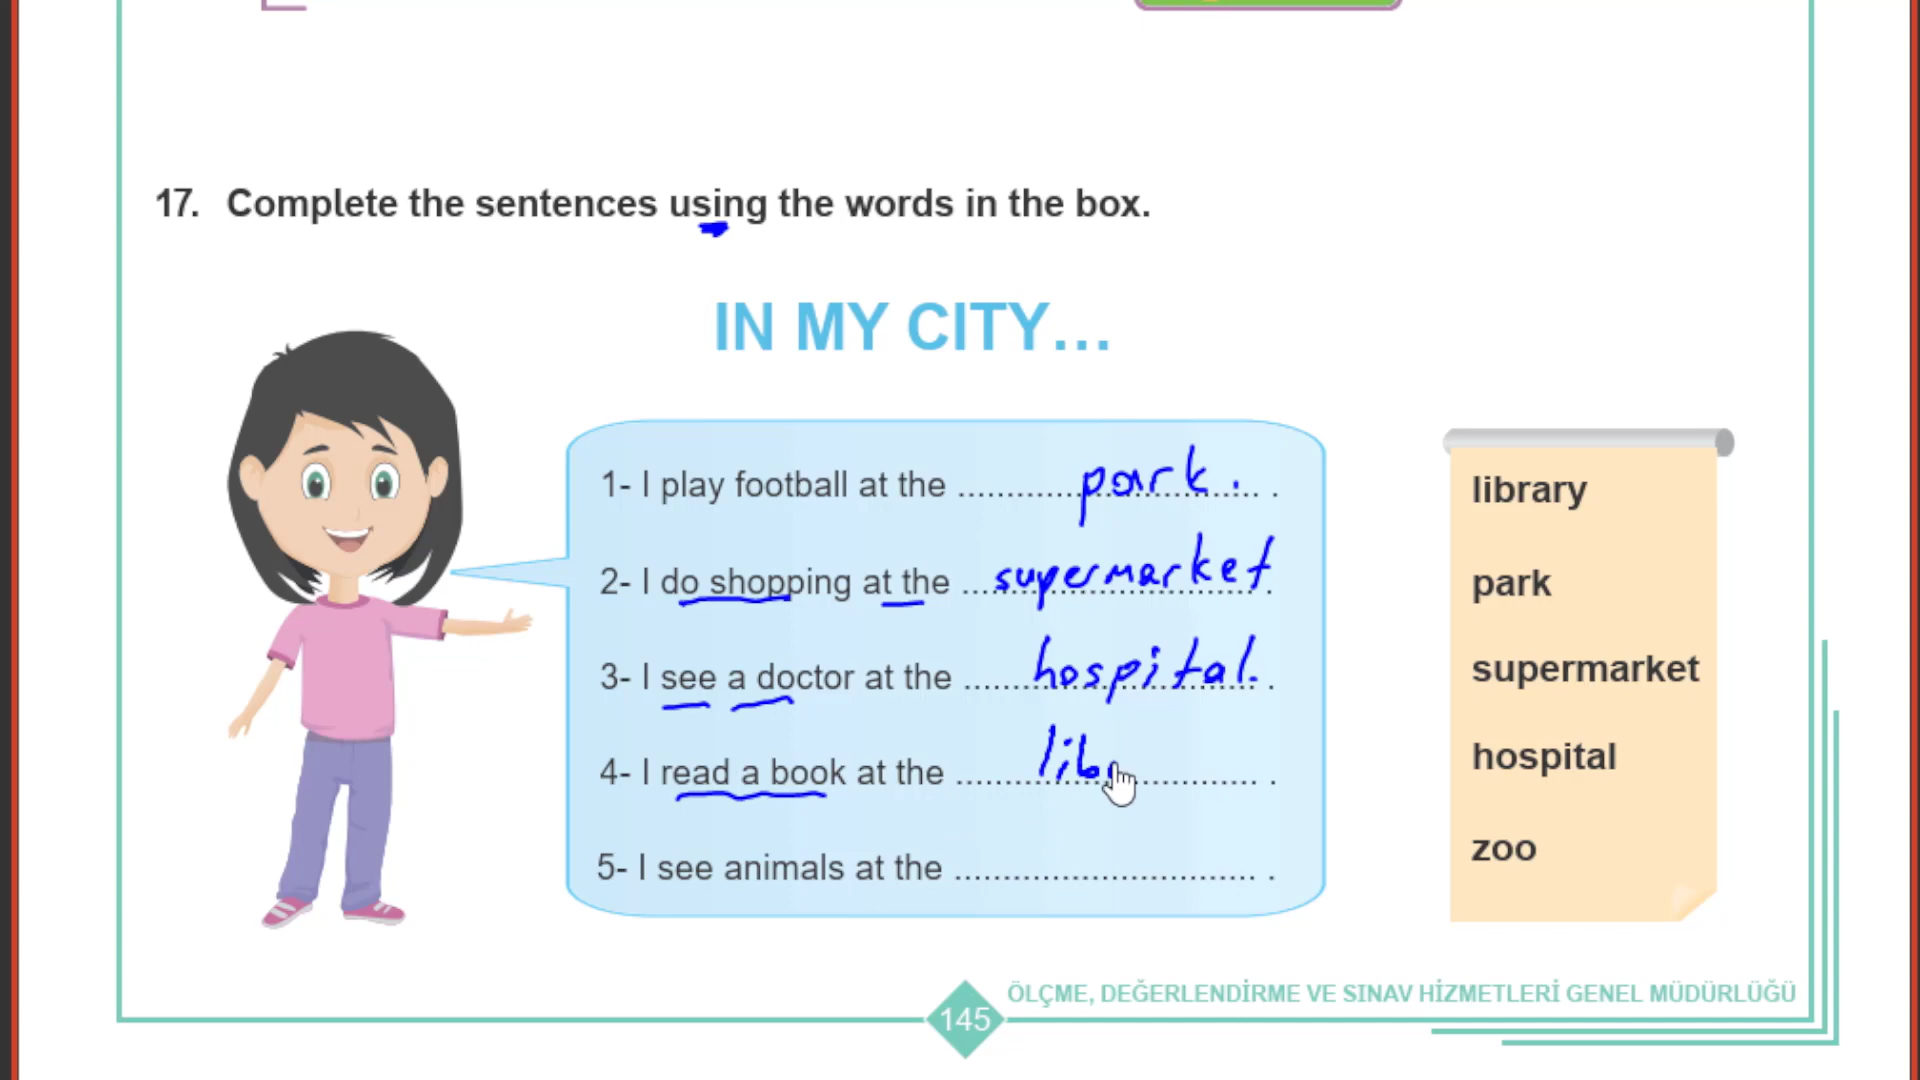 17. Complete the sentences using the words in the box.
IN MY CITY...
1- I play football at the .............................. park. .
2- I do shopping at the .............................. supermarket .
3- I see a doctor at the .............................. hospital. .
4- I read a book at the .............................. lib .
5- I see animals at the .............................. .
library
park
supermarket
hospital
zoo
ÖLÇME, DEĞERLENDİRME VE SINAV HİZMETLERİ GENEL MÜDÜRLÜĞÜ
145